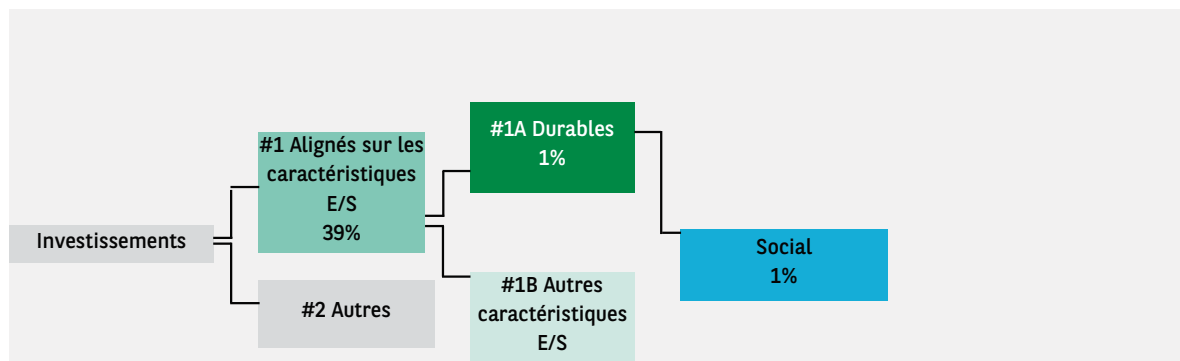 #1A Durables
1%
#1 Alignés sur les
caractéristiques
E/S
39%
Investissements
Social
1%
#2 Autres
#1B Autres
caractéristiques
E/S